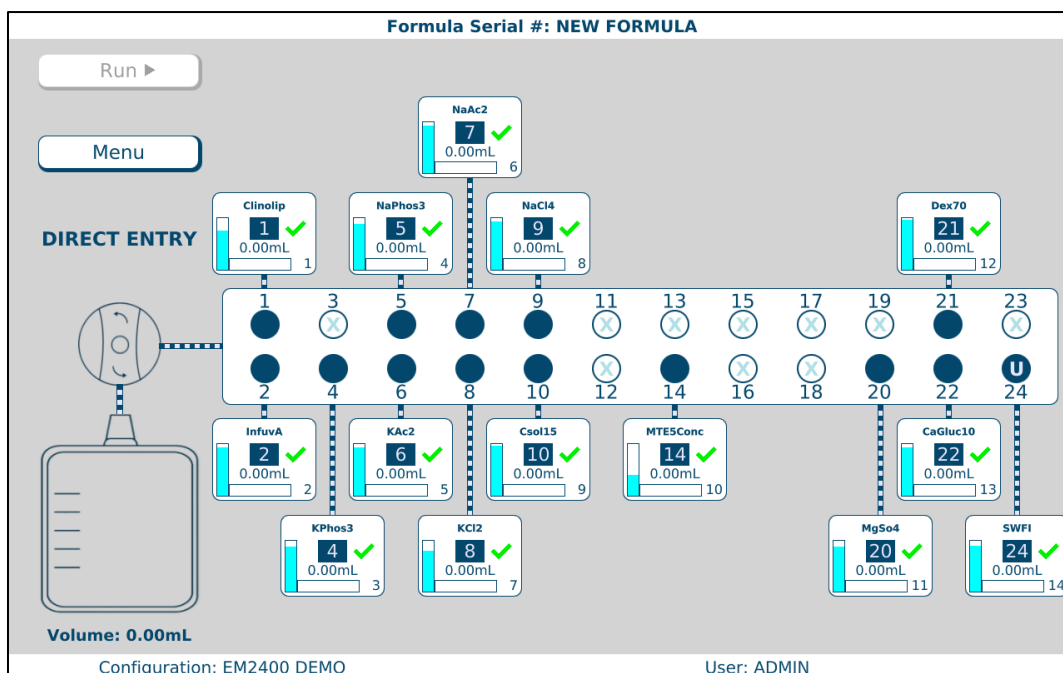 Formula Serial #: NEW FORMULA
Run ▶
Menu
DIRECT ENTRY
NaAc2
7
0.00mL
6
Clinolip
1
0.00mL
1
NaPhos3
5
0.00mL
4
NaCl4
9
0.00mL
8
Dex70
21
0.00mL
12
1 3 5 7 9 11 13 15 17 19 21 23
X X X X X X X
X X X U
2 4 6 8 10 12 14 16 18 20 22 24
InfuvA
2
0.00mL
2
KAc2
6
0.00mL
5
Csol15
10
0.00mL
9
MTE5Conc
14
0.00mL
10
CaGluc10
22
0.00mL
13
KPhos3
4
0.00mL
3
KCl2
8
0.00mL
7
MgSo4
20
0.00mL
11
SWFI
24
0.00mL
14
Volume: 0.00mL
Configuration: EM2400 DEMO User: ADMIN